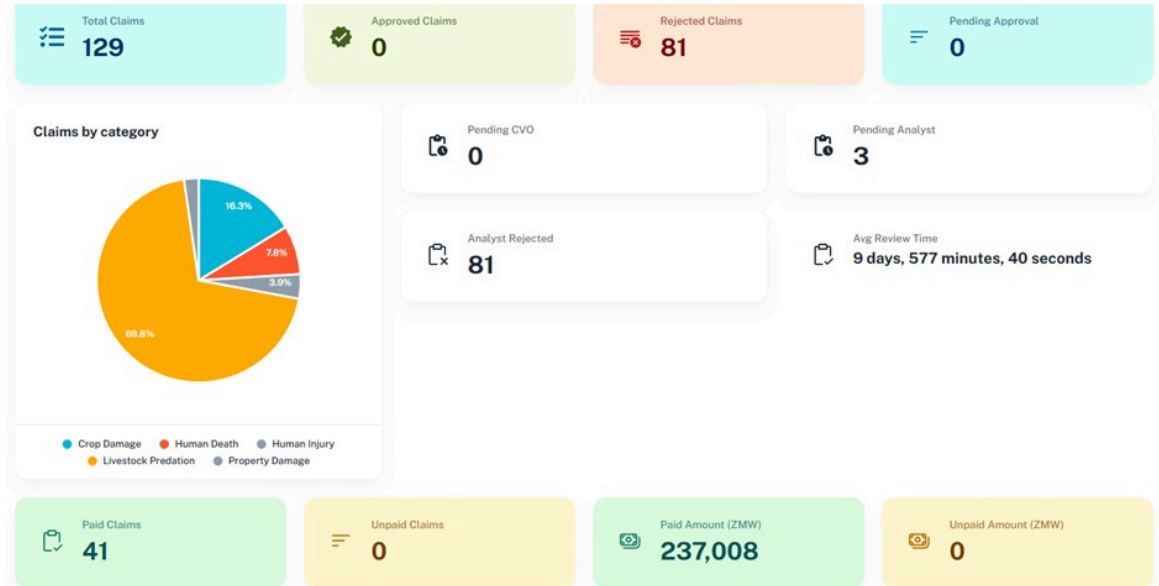 Total Claims
129
Approved Claims
0
Rejected Claims
81
Pending Approval
0
Claims by category
16.3%
7.8%
3.9%
69.8%
Crop Damage
Human Death
Human Injury
Livestock Predation
Property Damage
Pending CVO
0
Pending Analyst
3
Analyst Rejected
81
Avg Review Time
9 days, 577 minutes, 40 seconds
Paid Claims
41
Unpaid Claims
0
Paid Amount (ZMW)
237,008
Unpaid Amount (ZMW)
0